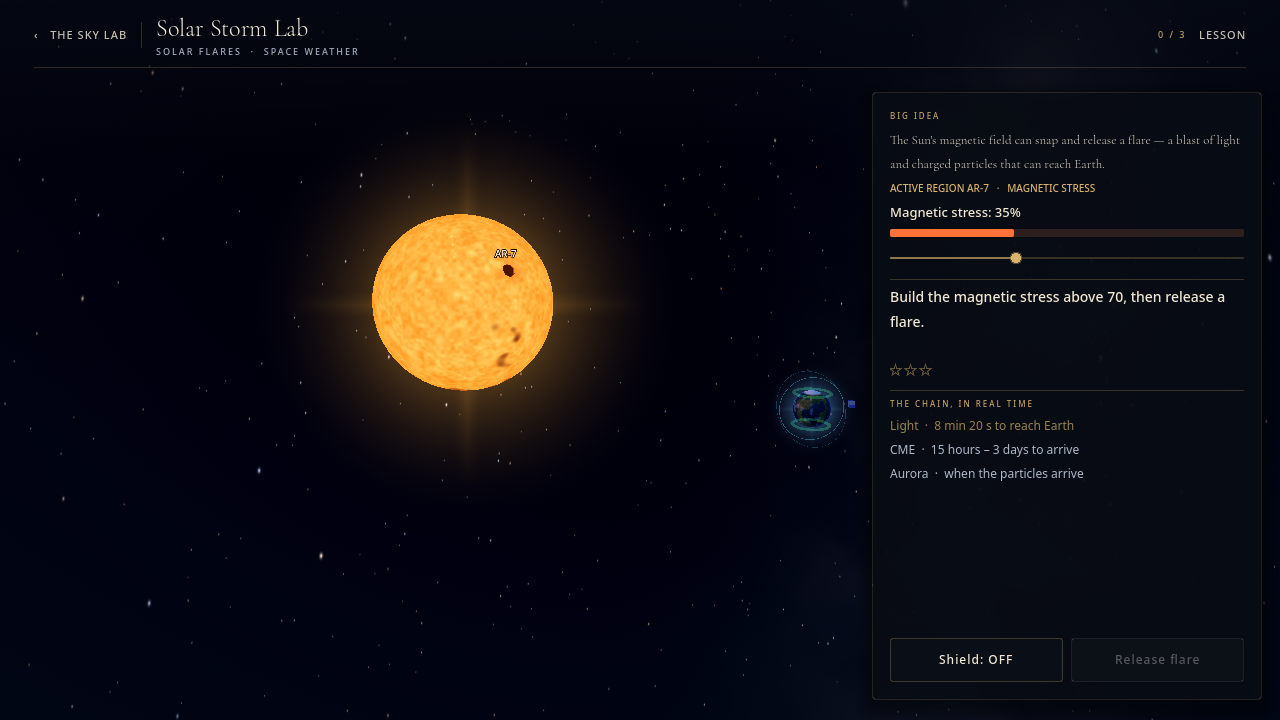 ‹ THE SKY LAB
Solar Storm Lab
SOLAR FLARES · SPACE WEATHER
0 / 3 LESSON
BIG IDEA
The Sun's magnetic field can snap and release a flare — a blast of light
and charged particles that can reach Earth.
ACTIVE REGION AR-7 · MAGNETIC STRESS
Magnetic stress: 35%
AR-7
Build the magnetic stress above 70, then release a
flare.
☆☆☆
THE CHAIN, IN REAL TIME
Light · 8 min 20 s to reach Earth
CME · 15 hours – 3 days to arrive
Aurora · when the particles arrive
Shield: OFF
Release flare